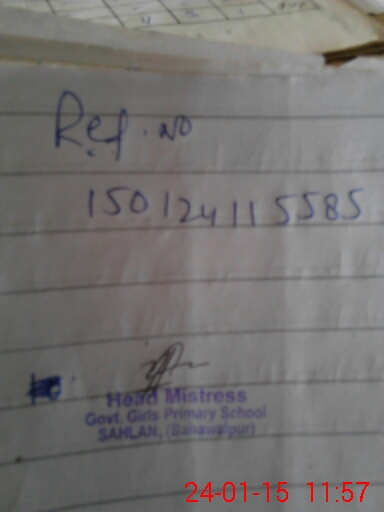 Ref. no
150124115585
Head Mistress
Govt. Girls Primary School
SAHLAN, (Bahawalpur)
24-01-15 11:57